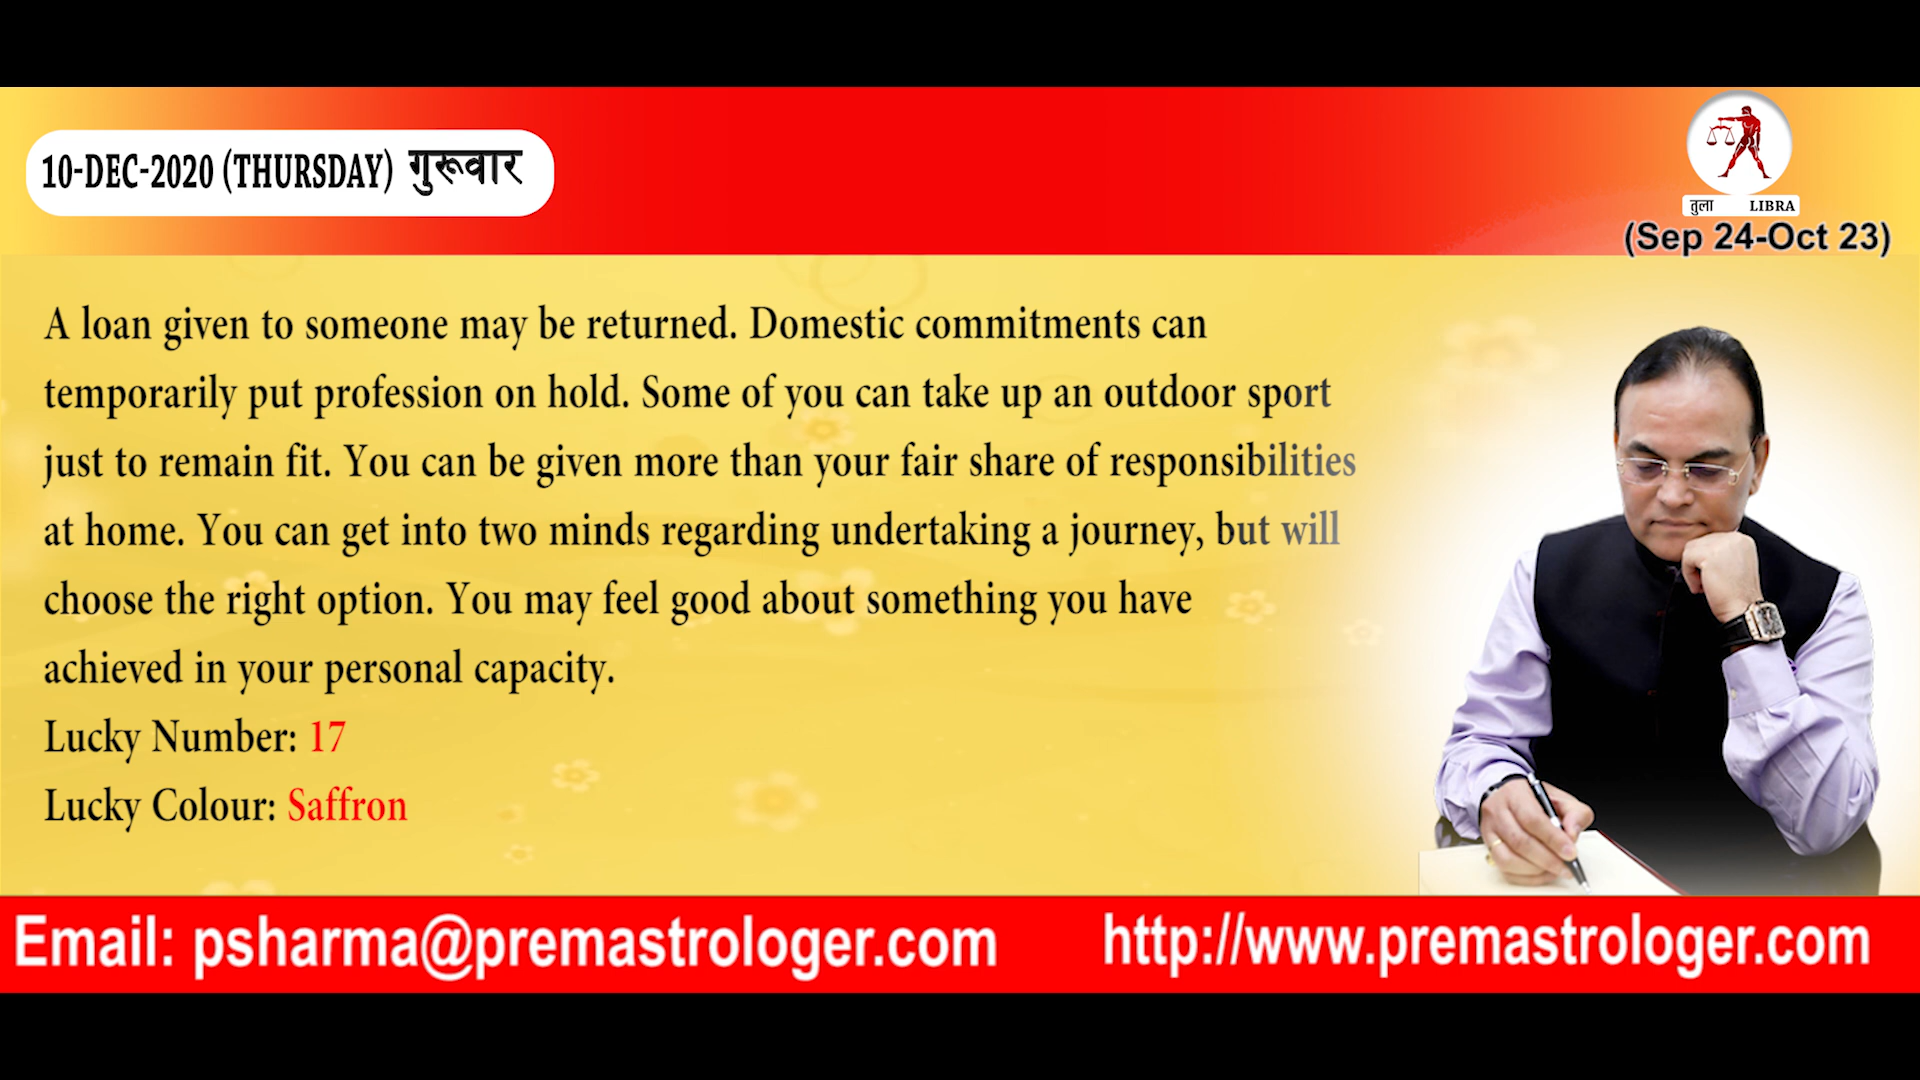 10-DEC-2020 (THURSDAY) गुरूवार
तुला LIBRA
(Sep 24-Oct 23)
A loan given to someone may be returned. Domestic commitments can
temporarily put profession on hold. Some of you can take up an outdoor sport
just to remain fit. You can be given more than your fair share of responsibilities
at home. You can get into two minds regarding undertaking a journey, but will
choose the right option. You may feel good about something you have
achieved in your personal capacity.
Lucky Number: 17
Lucky Colour: Saffron
Email: psharma@premastrologer.com http://www.premastrologer.com